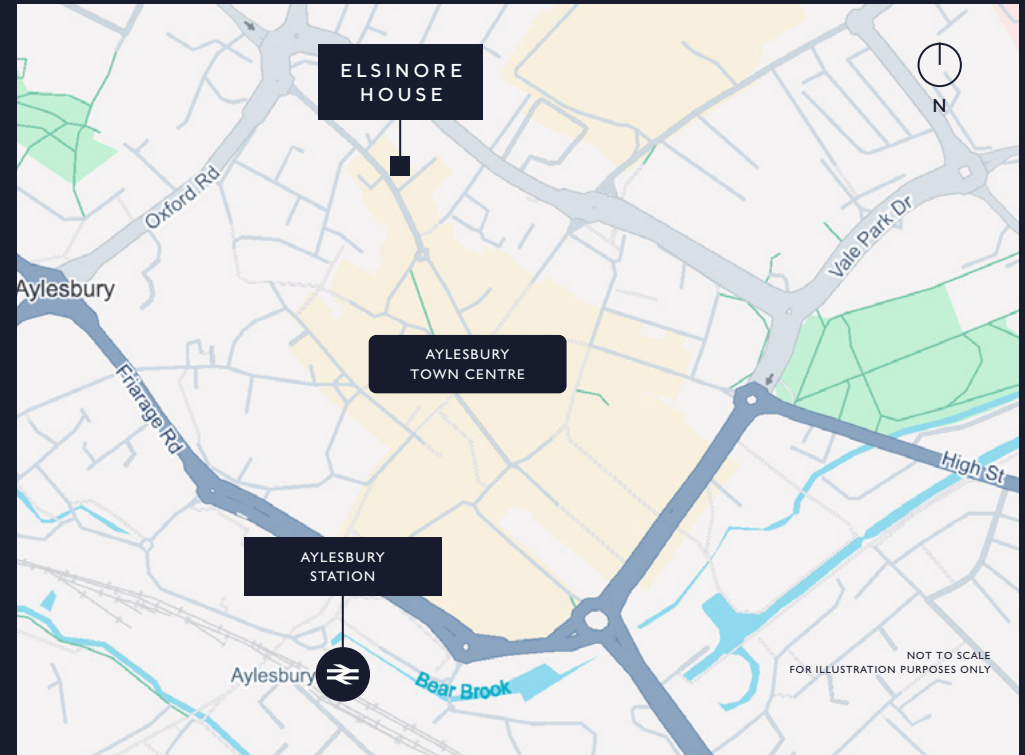 ELSINORE
HOUSE
N
Oxford Rd
Vale Park Dr
Aylesbury
AYLESBURY
TOWN CENTRE
Friarage Rd
High St
AYLESBURY
STATION
NOT TO SCALE
FOR ILLUSTRATION PURPOSES ONLY
Aylesbury
Bear Brook